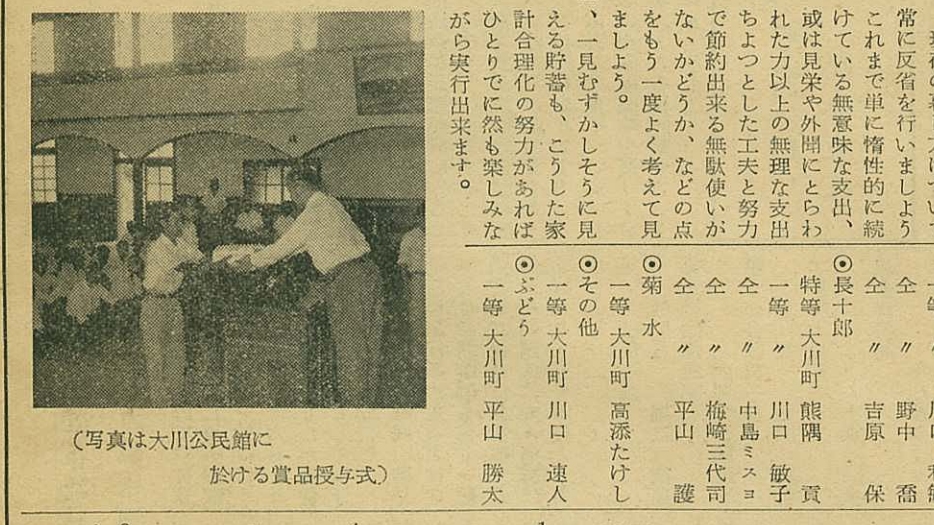 常に反省を行いましよう
これまで単に惰性的に続
けている無意味な支出、
或は見栄や外聞にとらわ
れた力以上の無理な支出
ちよつとした工夫と努力
で節約出来る無駄使いが
ないかどうか、などの点
をもう一度よく考えて見
ましよう。
、一見むずかしそうに見
える貯蓄も、こうした家
計合理化の努力があれば
ひとりでに然も楽しみな
がら実行出来ます。
仝 〃 野中 喬
仝 〃 吉原 保
◉長十郎
特等 大川町 熊隅 貢
一等 〃 川口 敏子
仝 〃 中島ミスヨ
仝 〃 梅崎三代司
仝 〃 平山 護
◉菊水
一等 大川町 高添たけし
◉その他
一等 大川町 川口 速人
◉ぶどう
一等 大川町 平山 勝太
(写真は大川公民館に
於ける賞品授与式)